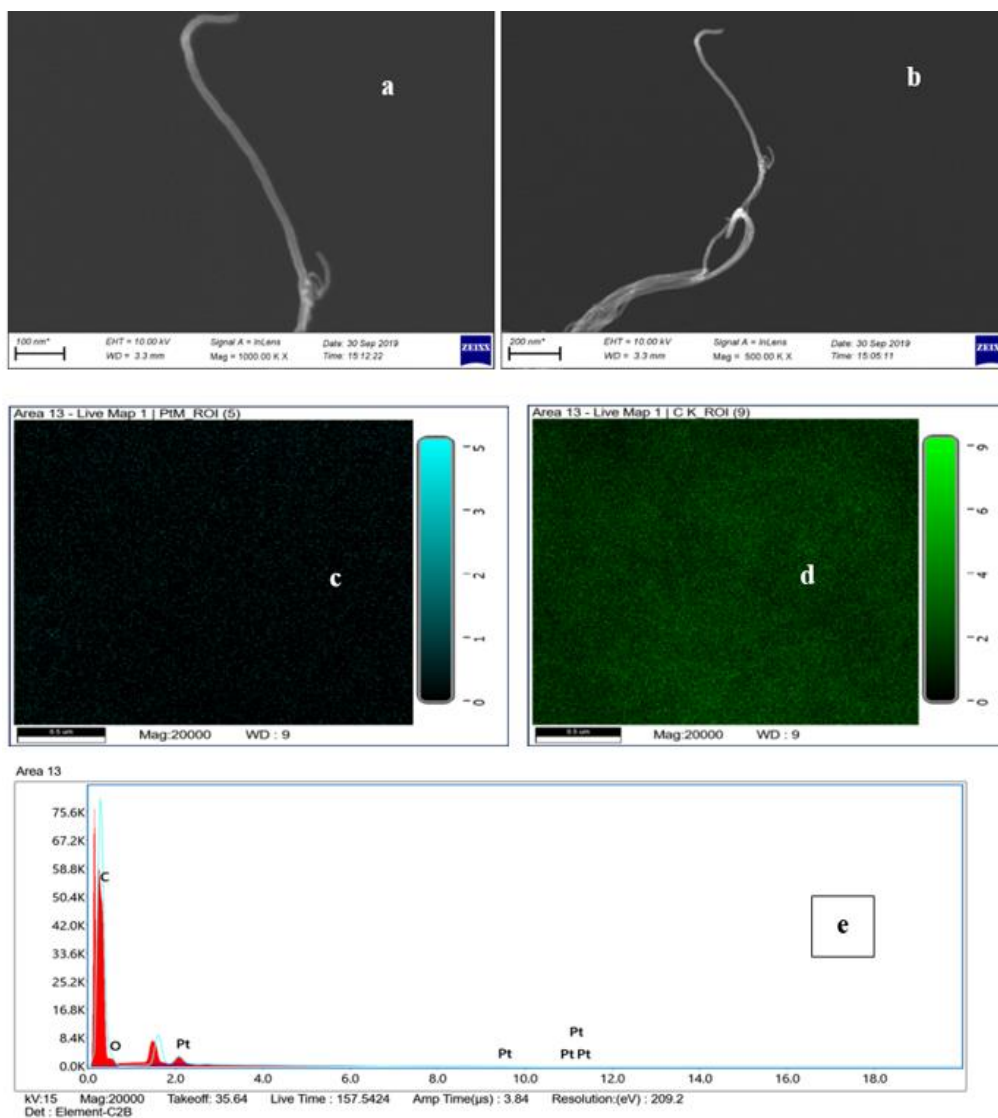 a
100 nm*
EHT = 10.00 kV
Signal A = InLens
Date: 30 Sep 2019
WD = 3.3 mm
Mag = 1000.00 K X
Time: 15:12:22
ZEISS
b
200 nm*
EHT = 10.00 kV
Signal A = InLens
Date: 30 Sep 2019
WD = 3.3 mm
Mag = 500.00 K X
Time: 15:05:11
ZEISS
Area 13 - Live Map 1 | PtM_ROI (5)
c
5
3
2
1
0
0.5 um
Mag:20000 WD : 9
Area 13 - Live Map 1 | C K_ROI (9)
d
9
6
4
2
0
0.5 um
Mag:20000 WD : 9
Area 13
75.6K
67.2K
58.8K
50.4K
42.0K
33.6K
25.2K
16.8K
8.4K
0.0K
C
O
Pt
Pt
Pt
Pt Pt
e
0.0 2.0 4.0 6.0 8.0 10.0 12.0 14.0 16.0 18.0
kV:15 Mag:20000 Takeoff: 35.64 Live Time : 157.5424 Amp Time(µs) : 3.84 Resolution:(eV) : 209.2
Det : Element-C2B